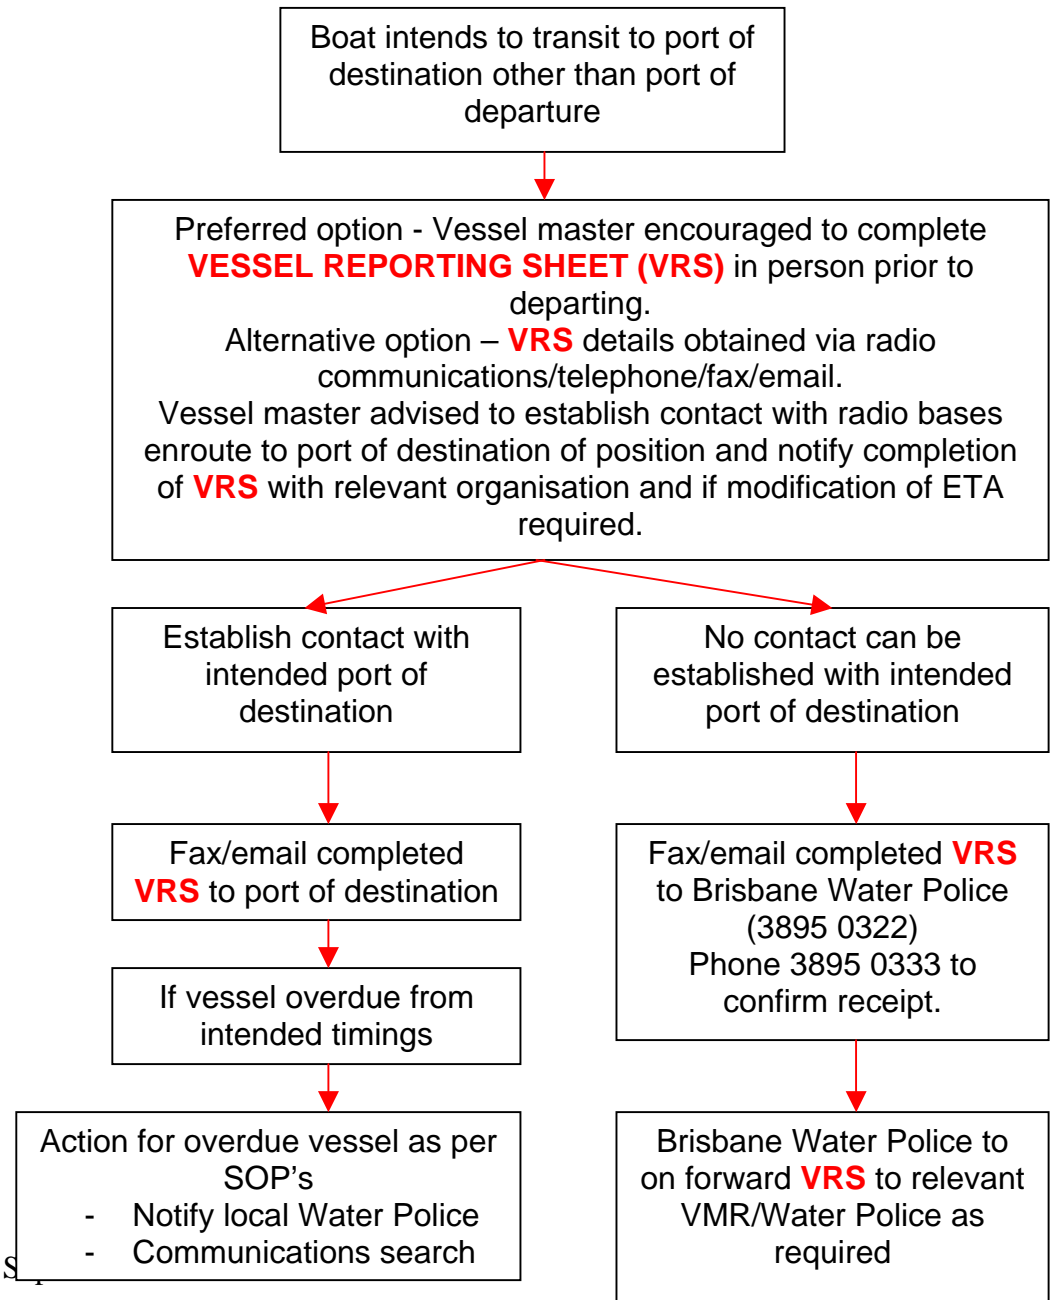 Boat intends to transit to port of
destination other than port of
departure
Preferred option - Vessel master encouraged to complete
VESSEL REPORTING SHEET (VRS) in person prior to
departing.
Alternative option – VRS details obtained via radio
communications/telephone/fax/email.
Vessel master advised to establish contact with radio bases
enroute to port of destination of position and notify completion
of VRS with relevant organisation and if modification of ETA
required.
Establish contact with
intended port of
destination
No contact can be
established with intended
port of destination
Fax/email completed
VRS to port of destination
Fax/email completed VRS
to Brisbane Water Police
(3895 0322)
Phone 3895 0333 to
confirm receipt.
If vessel overdue from
intended timings
Action for overdue vessel as per
SOP’s
- Notify local Water Police
- Communications search
Brisbane Water Police to
on forward VRS to relevant
VMR/Water Police as
required